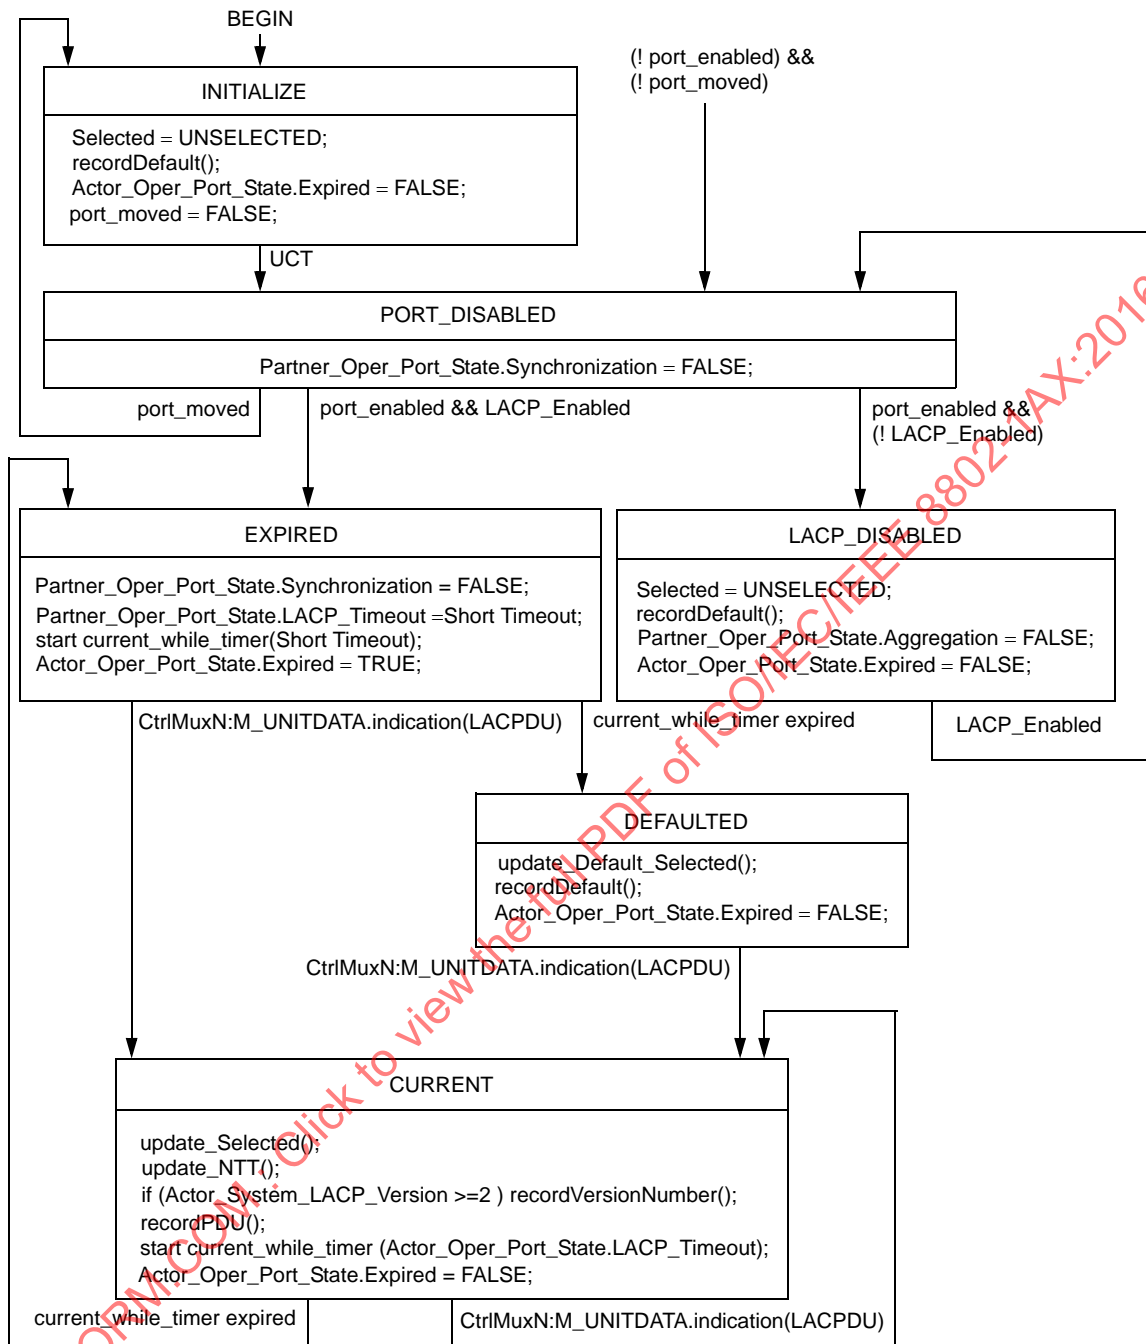 BEGIN
(! port_enabled) &&
(! port_moved)
INITIALIZE
Selected = UNSELECTED;
recordDefault();
Actor_Oper_Port_State.Expired = FALSE;
port_moved = FALSE;
UCT
PORT_DISABLED
Partner_Oper_Port_State.Synchronization = FALSE;
port_moved
port_enabled && LACP_Enabled
port_enabled &&
(! LACP_Enabled)
EXPIRED
Partner_Oper_Port_State.Synchronization = FALSE;
Partner_Oper_Port_State.LACP_Timeout =Short Timeout;
start current_while_timer(Short Timeout);
Actor_Oper_Port_State.Expired = TRUE;
LACP_DISABLED
Selected = UNSELECTED;
recordDefault();
Partner_Oper_Port_State.Aggregation = FALSE;
Actor_Oper_Port_State.Expired = FALSE;
CtrlMuxN:M_UNITDATA.indication(LACPDU)
current_while_timer expired
LACP_Enabled
DEFAULTED
update_Default_Selected();
recordDefault();
Actor_Oper_Port_State.Expired = FALSE;
CtrlMuxN:M_UNITDATA.indication(LACPDU)
CURRENT
update_Selected();
update_NTT();
if (Actor_System_LACP_Version >=2 ) recordVersionNumber();
recordPDU();
start current_while_timer (Actor_Oper_Port_State.LACP_Timeout);
Actor_Oper_Port_State.Expired = FALSE;
current_while_timer expired
CtrlMuxN:M_UNITDATA.indication(LACPDU)
ORM.COM : Click to view the full PDF of ISO/IEC/IEEE 8802-1AX:2016